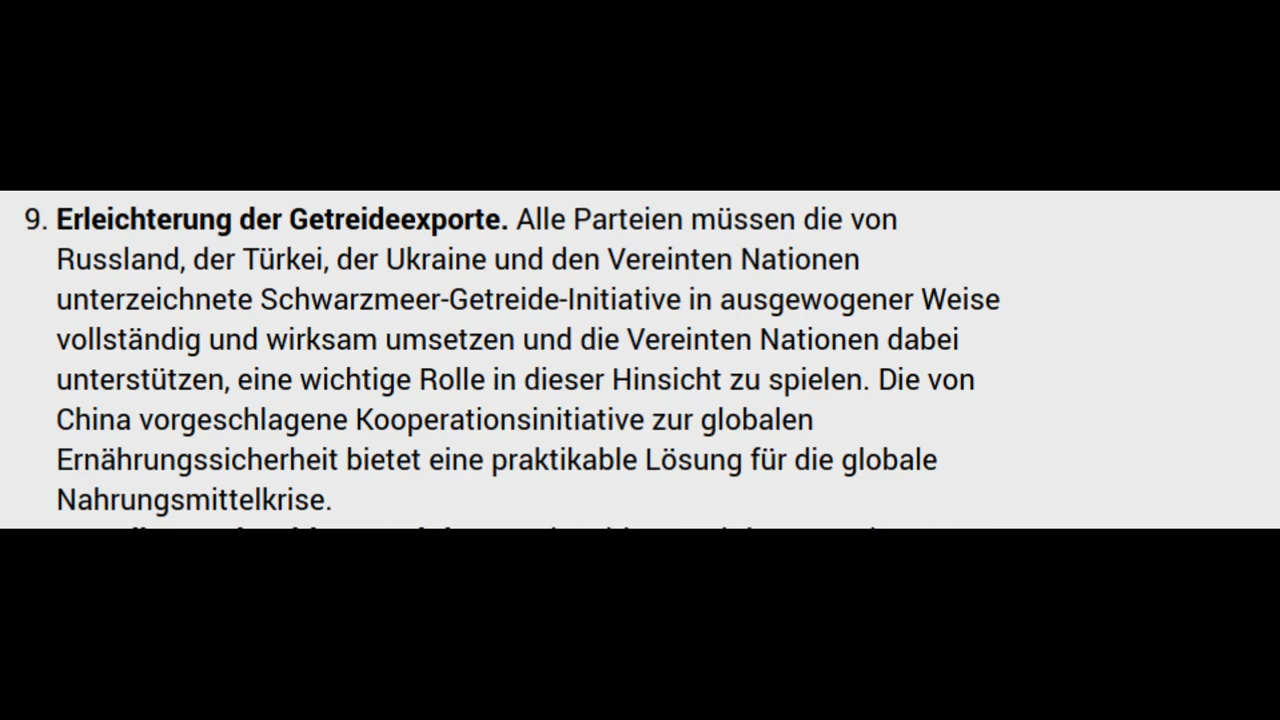 9. Erleichterung der Getreideexporte. Alle Parteien müssen die von
Russland, der Türkei, der Ukraine und den Vereinten Nationen
unterzeichnete Schwarzmeer-Getreide-Initiative in ausgewogener Weise
vollständig und wirksam umsetzen und die Vereinten Nationen dabei
unterstützen, eine wichtige Rolle in dieser Hinsicht zu spielen. Die von
China vorgeschlagene Kooperationsinitiative zur globalen
Ernährungssicherheit bietet eine praktikable Lösung für die globale
Nahrungsmittelkrise.